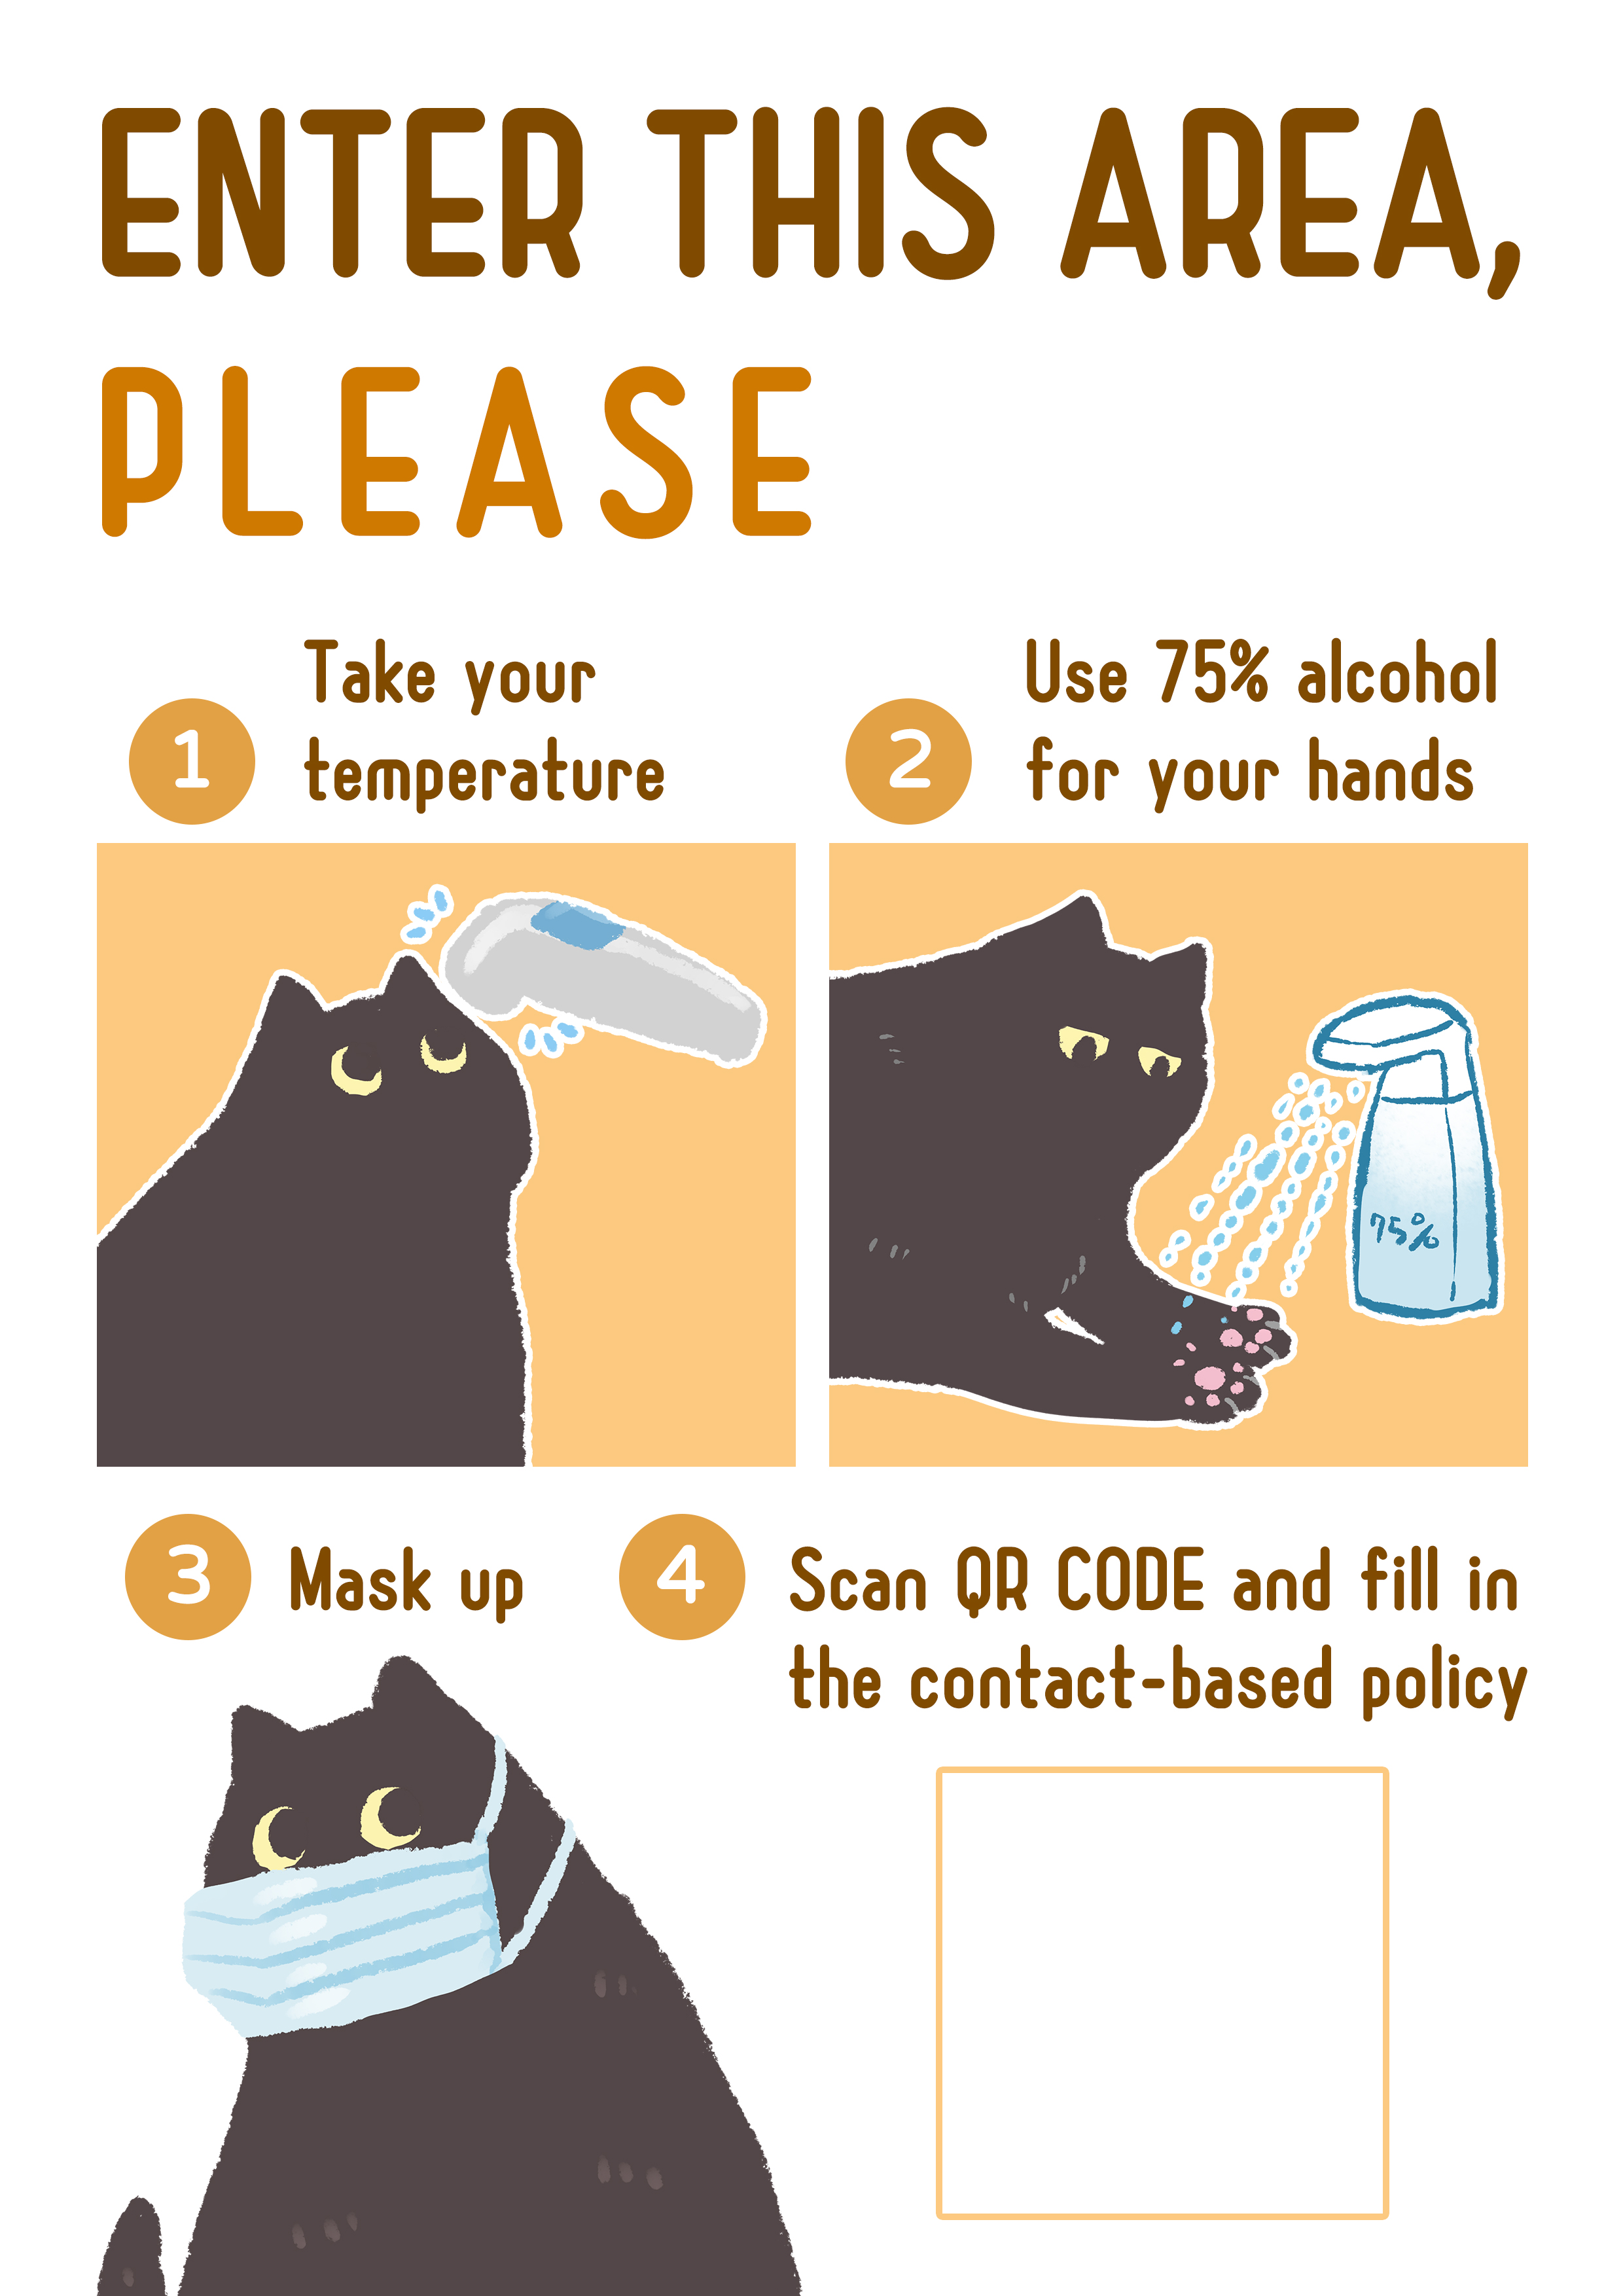 ENTER THIS AREA,
PLEASE
1
Take your
temperature
2
Use 75% alcohol
for your hands
75%
3
Mask up
4
Scan QR CODE and fill in
the contact-based policy